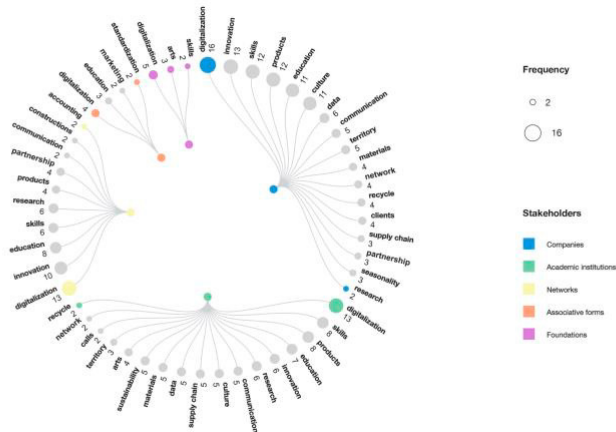 digitalization
16
innovation
13
skills
12
products
12
education
11
culture
11
data
6
communication
5
territory
5
materials
4
network
4
recycle
4
clients
4
supply chain
3
partnership
3
seasonality
3
research
2
digitalization
13
skills
8
products
8
education
7
innovation
6
research
6
communication
5
culture
5
supply chain
5
data
5
materials
5
sustainability
5
arts
4
territory
3
calls
2
network
2
recycle
2
digitalization
13
innovation
10
education
8
skills
6
research
6
products
4
partnership
4
communication
2
constructions
2
accounting
2
digitalization
4
education
3
marketing
2
standardization
2
digitalization
5
arts
3
skills
2
Frequency
2
16
Stakeholders
Companies
Academic institutions
Networks
Associative forms
Foundations